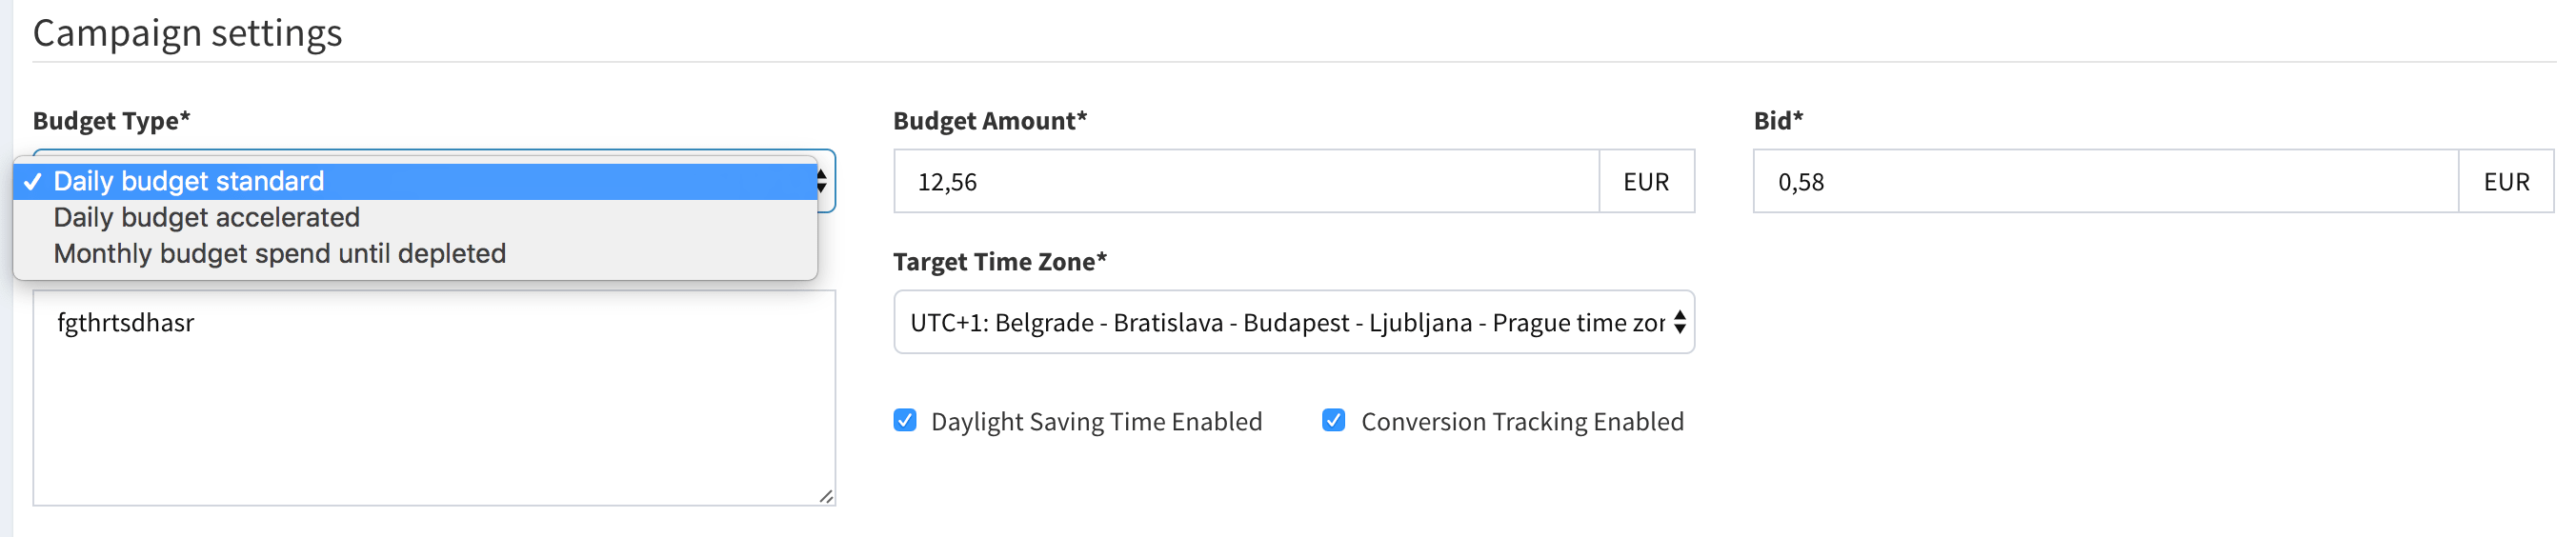 Campaign settings
Budget Type*
Daily budget standard
Daily budget accelerated
Monthly budget spend until depleted
fgthrtsdhasr
Budget Amount*
12,56 EUR
Target Time Zone*
UTC+1: Belgrade - Bratislava - Budapest - Ljubljana - Prague time zor
Daylight Saving Time Enabled
Conversion Tracking Enabled
Bid*
0,58 EUR